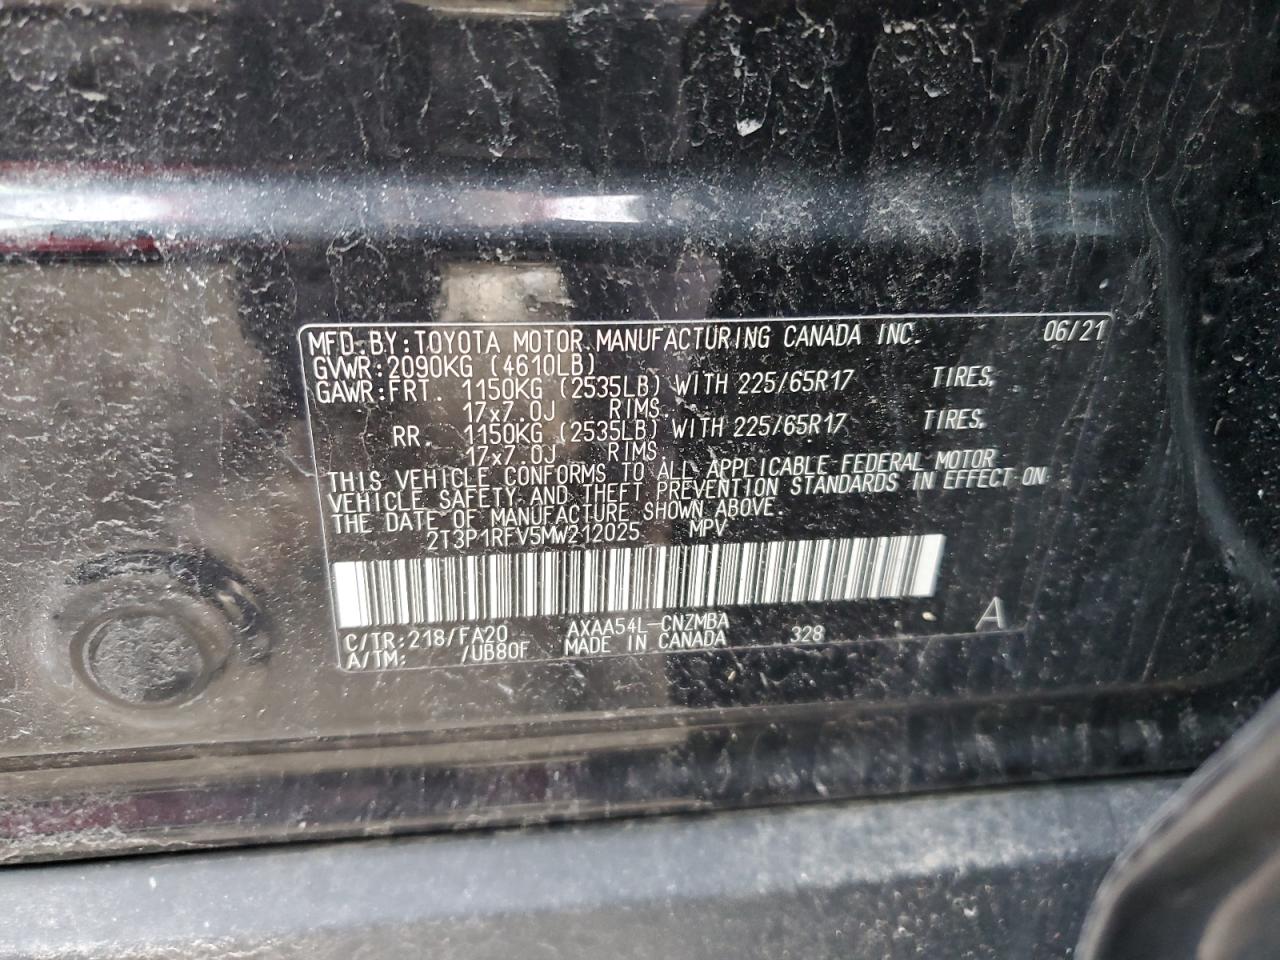 MFD. BY: TOYOTA MOTOR MANUFACTURING CANADA INC. 06/21
GVWR: 2090KG (4610LB)
GAWR: FRT. 1150KG (2535LB) WITH 225/65R17 TIRES,
17x7.0J RIMS,
RR. 1150KG (2535LB) WITH 225/65R17 TIRES,
17x7.0J RIMS.
THIS VEHICLE CONFORMS TO ALL APPLICABLE FEDERAL MOTOR
VEHICLE SAFETY AND THEFT PREVENTION STANDARDS IN EFFECT ON
THE DATE OF MANUFACTURE SHOWN ABOVE
2T3P1RFV5MW212025 MPV
C/TR: 218/FA20 AXAA54L-CNZMBA 328 A
A/TM: /UB80F MADE IN CANADA